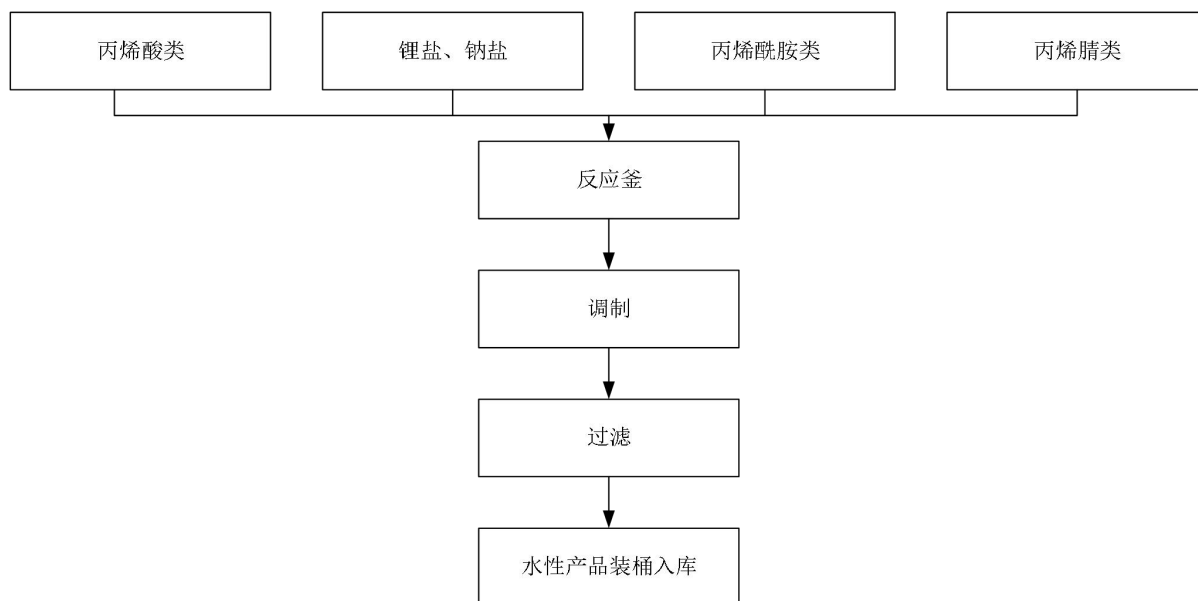 丙烯酸类
锂盐、钠盐
丙烯酰胺类
丙烯腈类
反应釜
调制
过滤
水性产品装桶入库